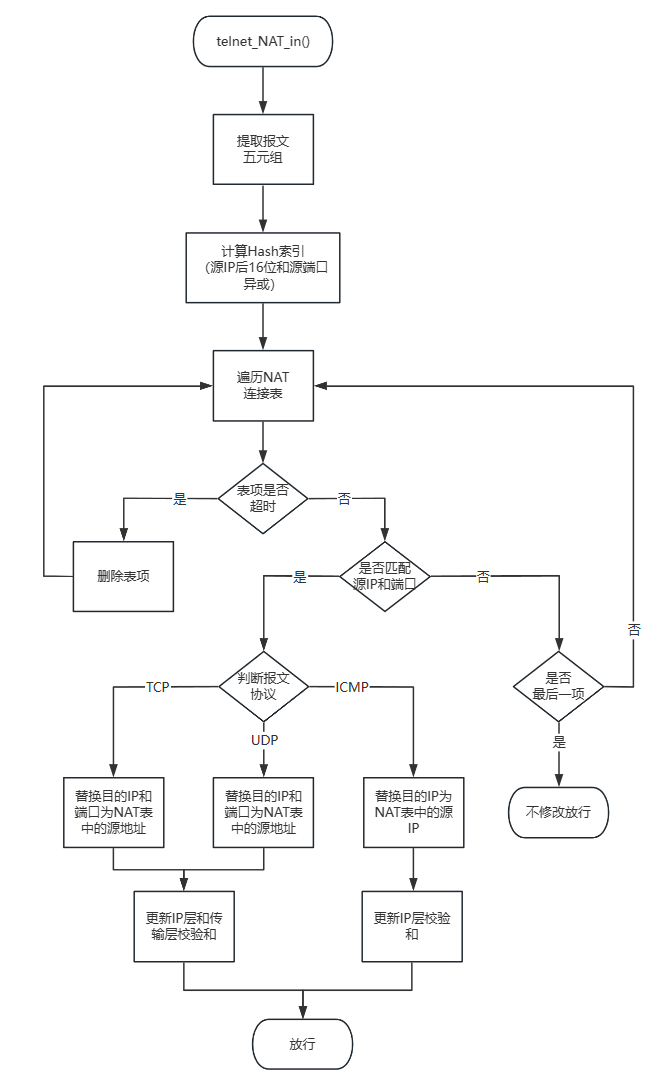 telnet_NAT_in()
提取报文
五元组
计算Hash索引
（源IP后16位和源端口
异或）
遍历NAT
连接表
表项是否
超时
是
否
删除表项
是否匹配
源IP和端口
是
否
否
判断报文
协议
是否
最后一项
TCP
ICMP
UDP
是
替换目的IP和
端口为NAT表
中的源地址
替换目的IP和
端口为NAT表
中的源地址
替换目的IP为
NAT表中的源
IP
不修改放行
更新IP层和传
输层校验和
更新IP层校验
和
放行